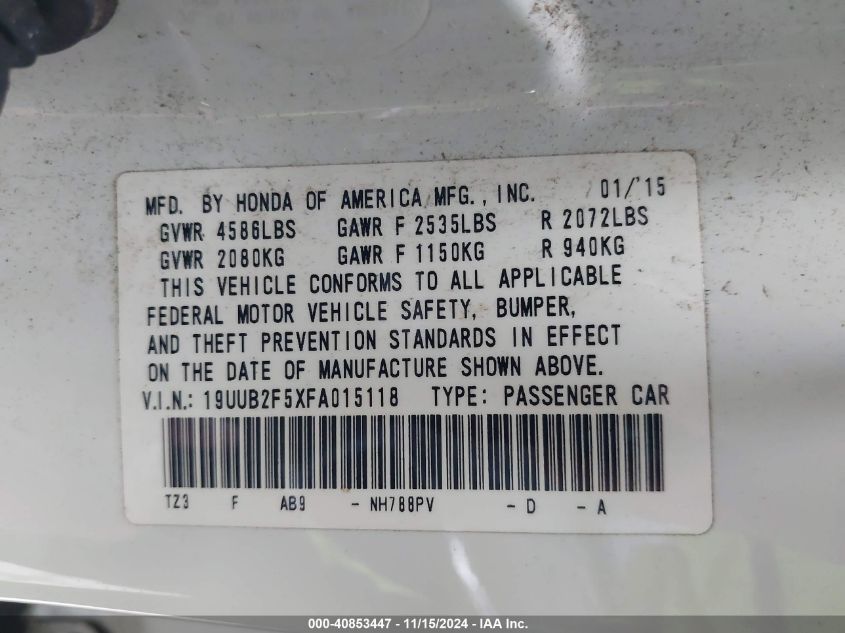 MFD. BY HONDA OF AMERICA MFG., INC. 01/'15
GVWR 4586LBS GAWR F 2535LBS R 2072LBS
GVWR 2080KG GAWR F 1150KG R 940KG
THIS VEHICLE CONFORMS TO ALL APPLICABLE
FEDERAL MOTOR VEHICLE SAFETY, BUMPER,
AND THEFT PREVENTION STANDARDS IN EFFECT
ON THE DATE OF MANUFACTURE SHOWN ABOVE.
V.I.N.: 19UUB2F5XFA015118 TYPE: PASSENGER CAR
TZ3 F AB9 - NH788PV - D - A
000-40853447 - 11/15/2024 - IAA Inc.